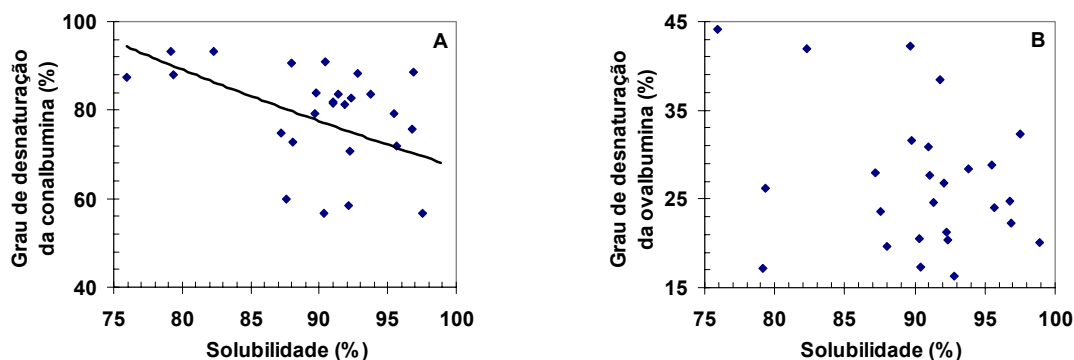 100
80
60
40
75 80 85 90 95 100
Solubilidade (%)
Grau de desnaturação
da conalbumina (%)
A
45
35
25
15
75 80 85 90 95 100
Solubilidade (%)
Grau de desnaturação
da ovalbumina (%)
B